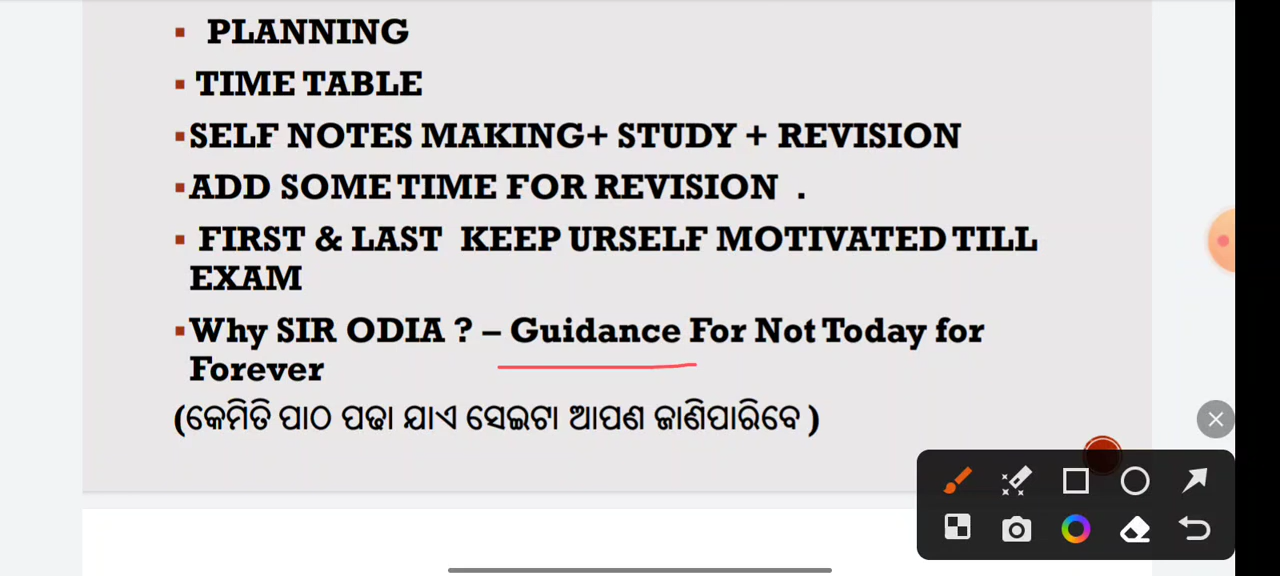 PLANNING
TIME TABLE
SELF NOTES MAKING+ STUDY + REVISION
ADD SOME TIME FOR REVISION .
FIRST & LAST KEEP URSELF MOTIVATED TILL
EXAM
Why SIR ODIA ? – Guidance For Not Today for
Forever
(କେମିତି ପାଠ ପଢା ଯାଏ ସେଇଟା ଆପଣ ଜାଣିପାରିବେ )